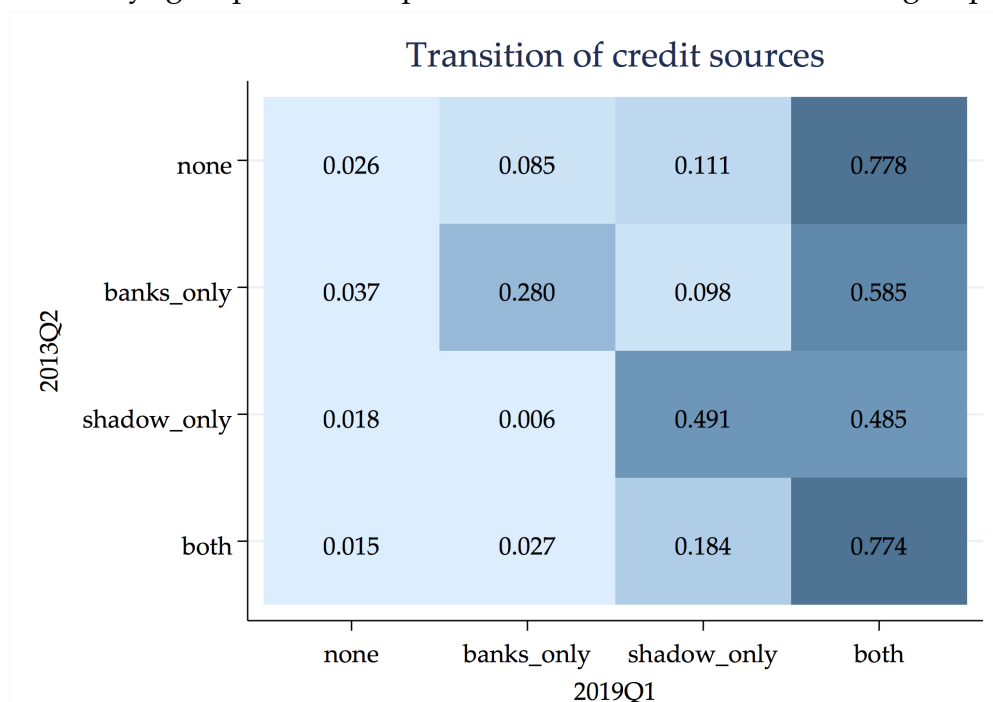 Transition of credit sources
none 0.026 0.085 0.111 0.778
banks_only 0.037 0.280 0.098 0.585
2013Q2
shadow_only 0.018 0.006 0.491 0.485
both 0.015 0.027 0.184 0.774
none banks_only shadow_only both
2019Q1